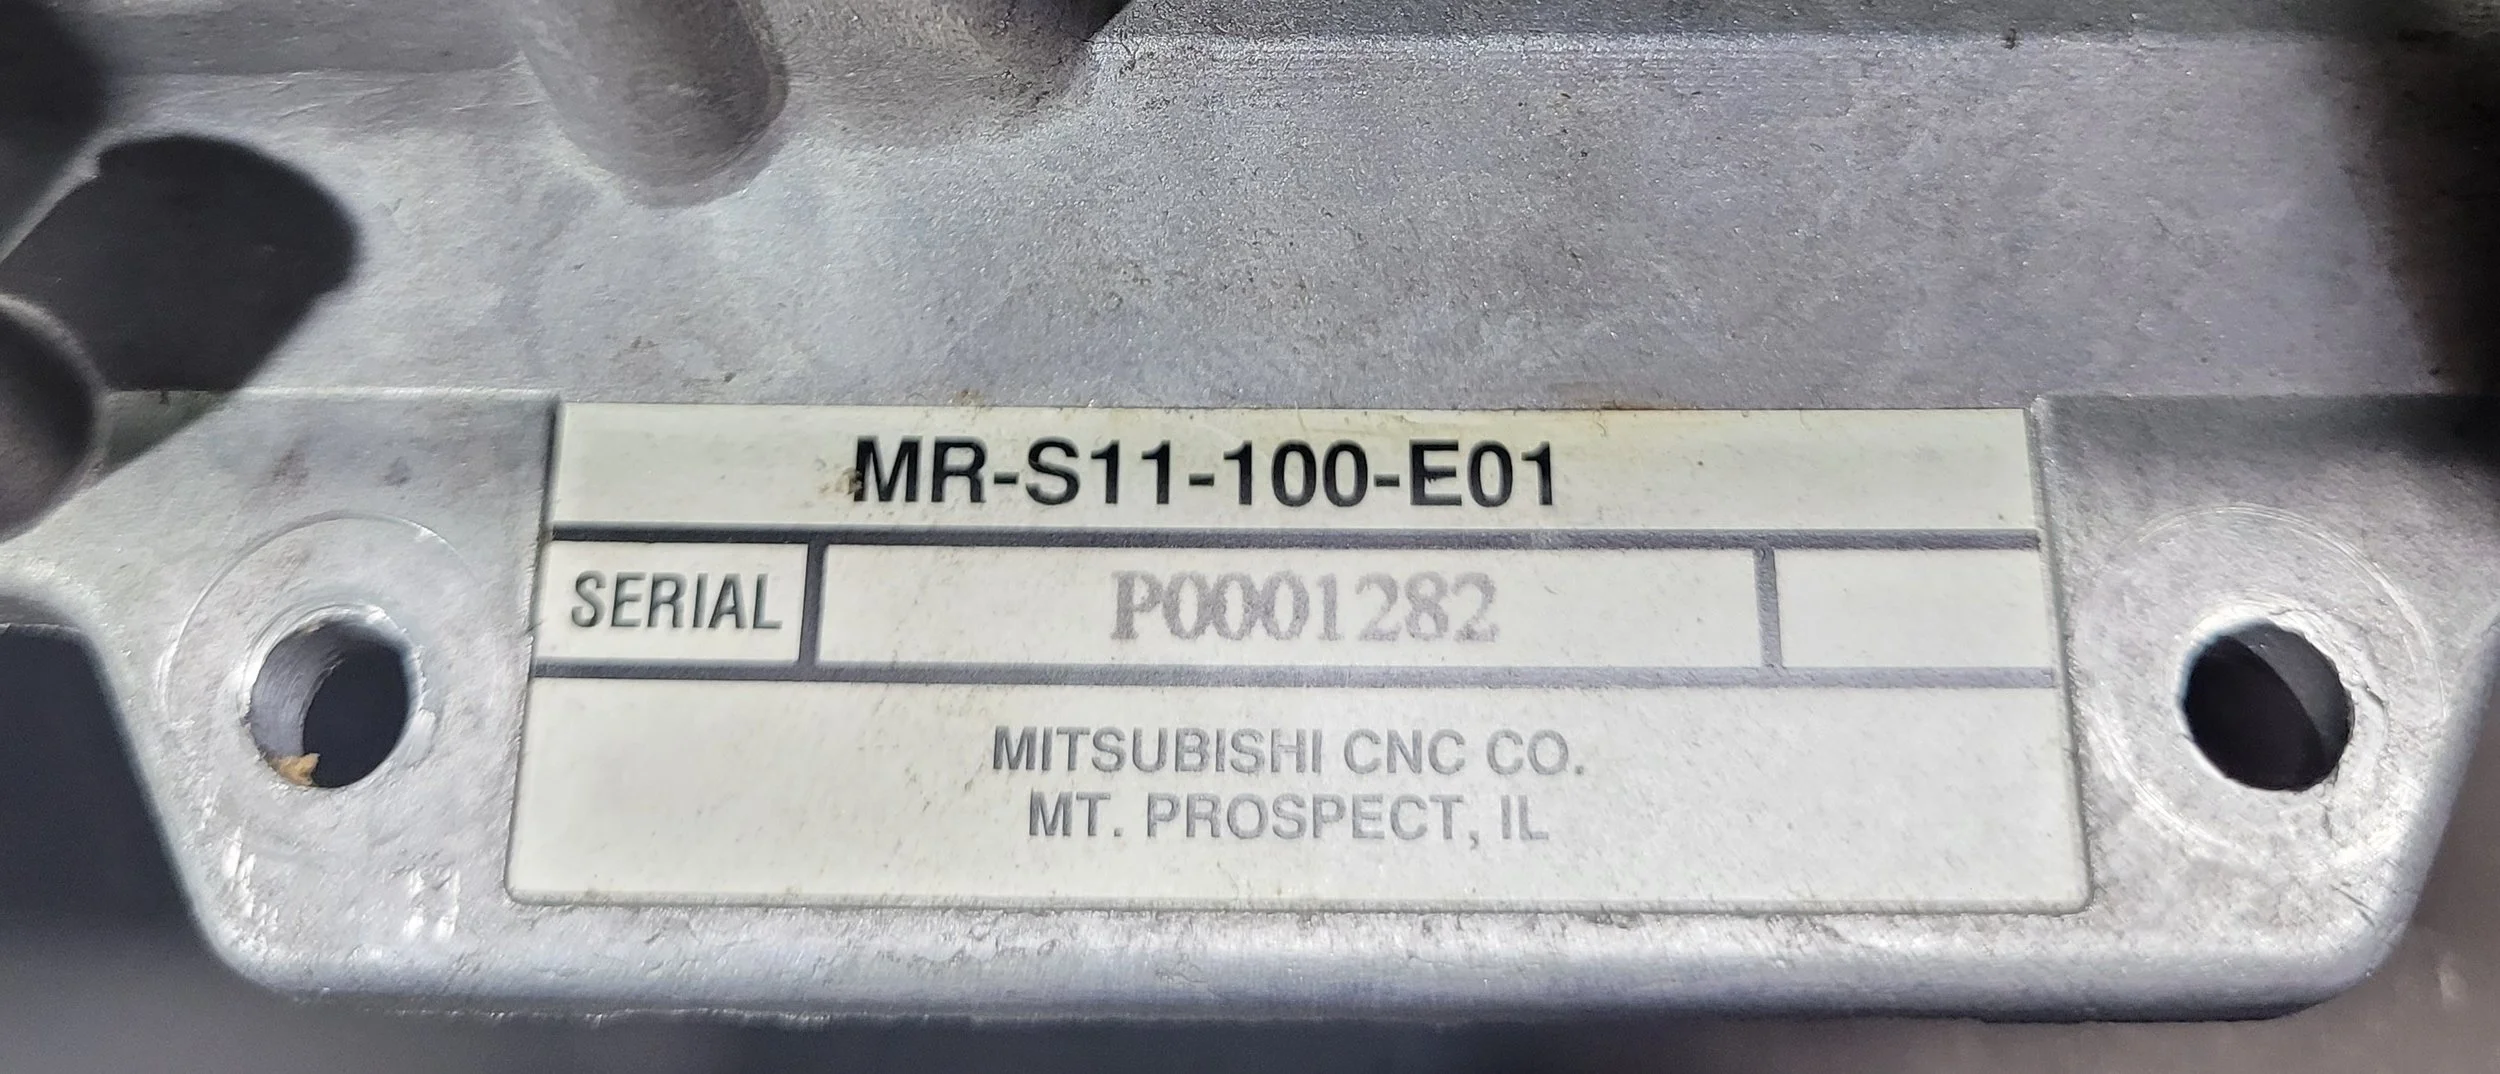 MR-S11-100-E01
SERIAL P0001282
MITSUBISHI CNC CO.
MT. PROSPECT, IL